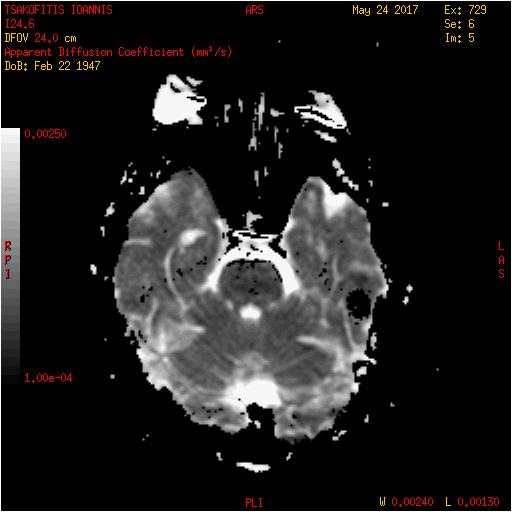 TSAKOFITIS IOANNIS ARS May 24 2017 Ex: 729
I24.6 Se: 6
DFOV 24.0 cm Im: 5
Apparent Diffusion Coefficient (mm²/s)
DoB: Feb 22 1947
0.00250
R L
P A
I S
1.00e-04
PLI W 0.00240 L 0.00130